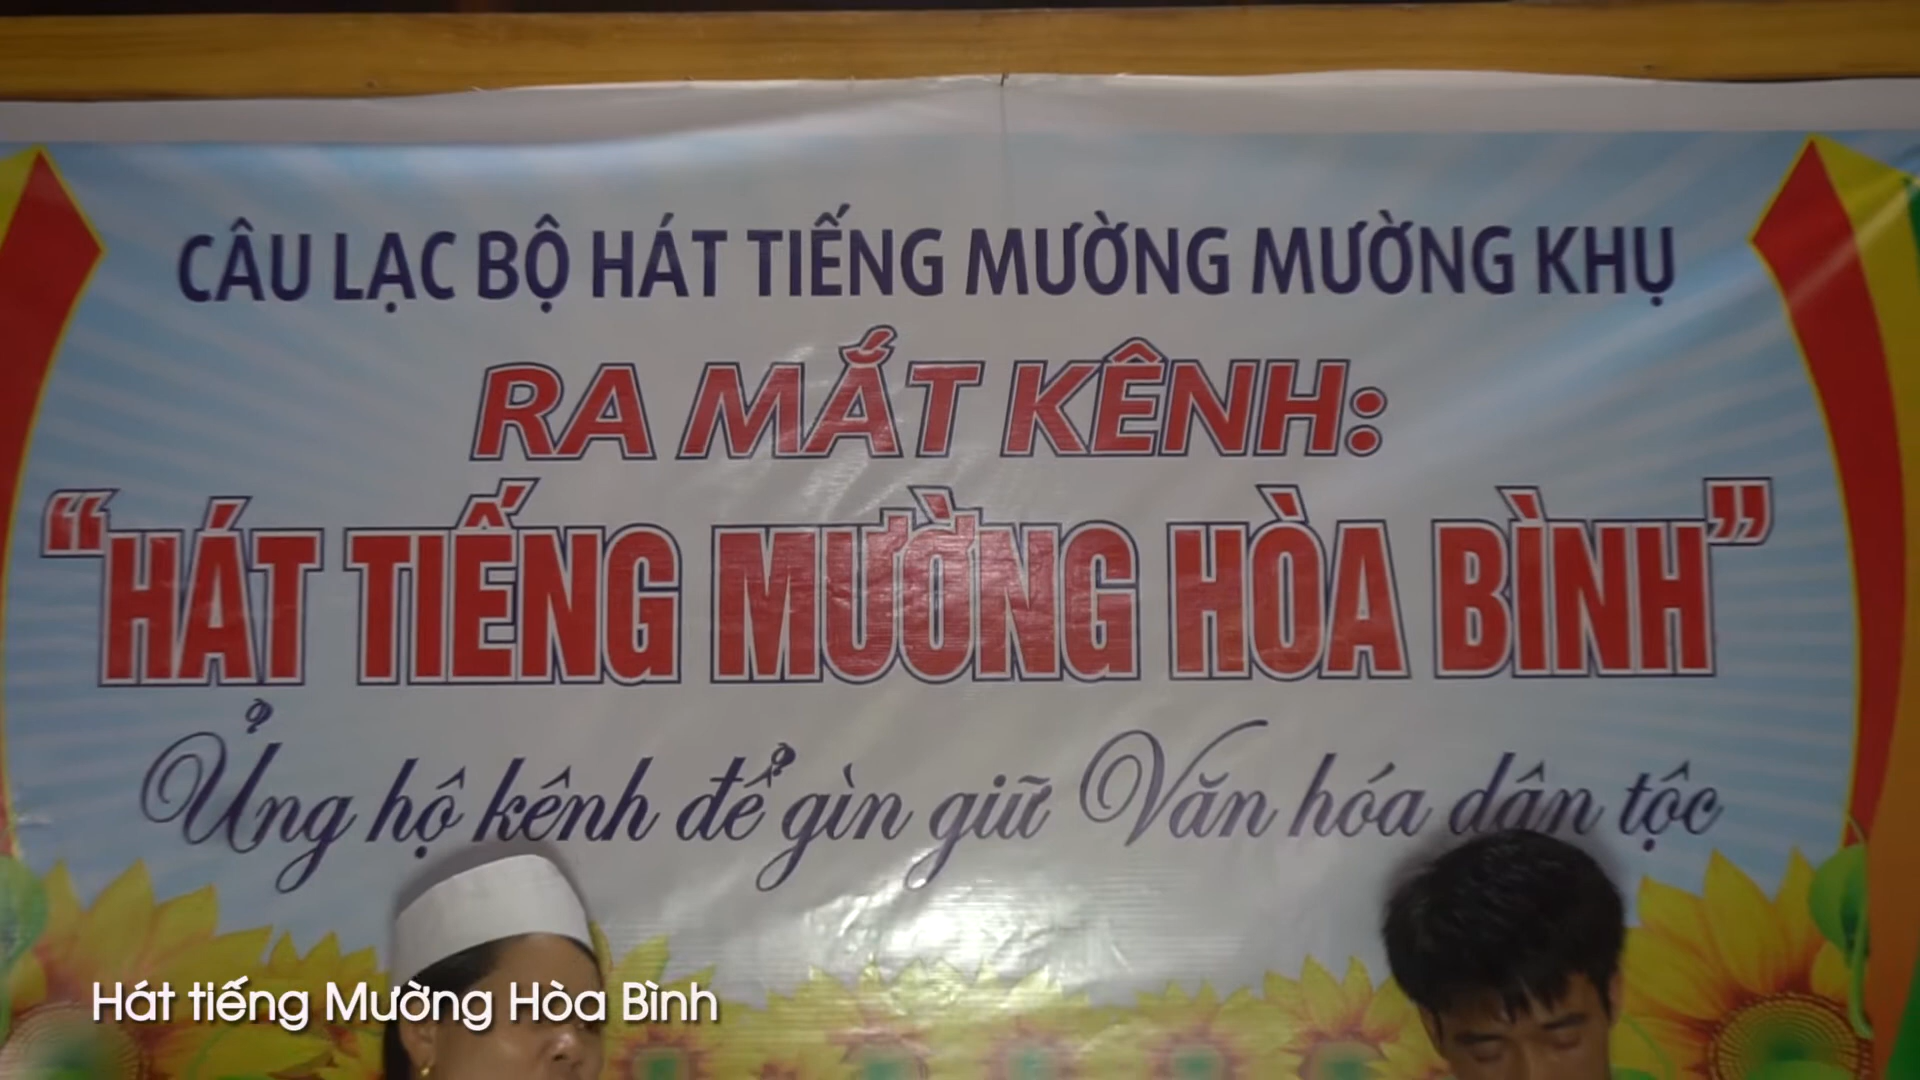 CÂU LẠC BỘ HÁT TIẾNG MƯỜNG MƯỜNG KHỤ
RA MẮT KÊNH:
“HÁT TIẾNG MƯỜNG HÒA BÌNH”
Ủng hộ kênh để gìn giữ Văn hóa dân tộc
Hát tiếng Mường Hòa Bình